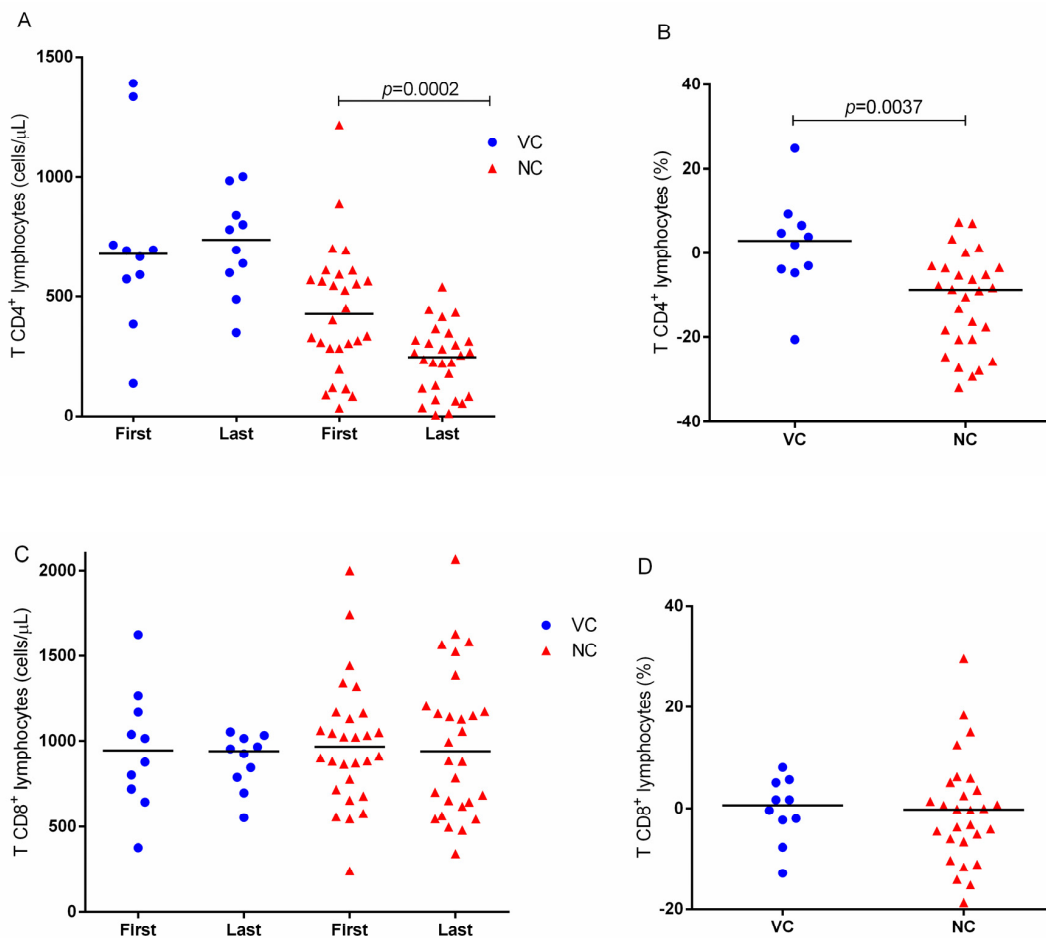 A
T CD4⁺ lymphocytes (cells/μL)
1500
1000
500
0
p=0.0002
VC
NC
First Last First Last
B
T CD4⁺ lymphocytes (%)
40
20
0
-20
-40
p=0.0037
VC NC
C
T CD8⁺ lymphocytes (cells/μL)
2000
1500
1000
500
0
VC
NC
First Last First Last
D
T CD8⁺ lymphocytes (%)
40
20
0
-20
VC NC